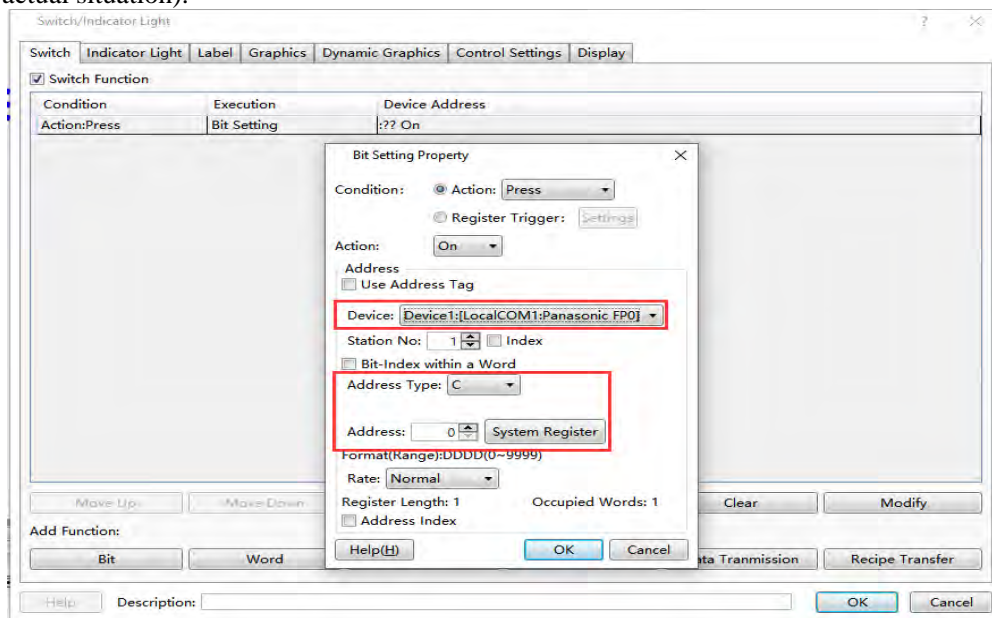 actual situation).
Switch/Indicator Light ? ×
Switch Indicator Light Label Graphics Dynamic Graphics Control Settings Display
Switch Function
Condition Execution Device Address
Action:Press Bit Setting :?? On
Bit Setting Property ×
Condition: Action: Press
Register Trigger: Settings
Action: On
Address
Use Address Tag
Device: Device1:[LocalCOM1:Panasonic FP0]
Station No: 1 Index
Bit-Index within a Word
Address Type: C
Address: 0 System Register
Format(Range):DDDD(0~9999)
Rate: Normal
Register Length: 1 Occupied Words: 1
Address Index
Help(H) OK Cancel
Move Up Move Down Clear Modify
Add Function:
Bit Word ata Tranmission Recipe Transfer
Help Description: OK Cancel